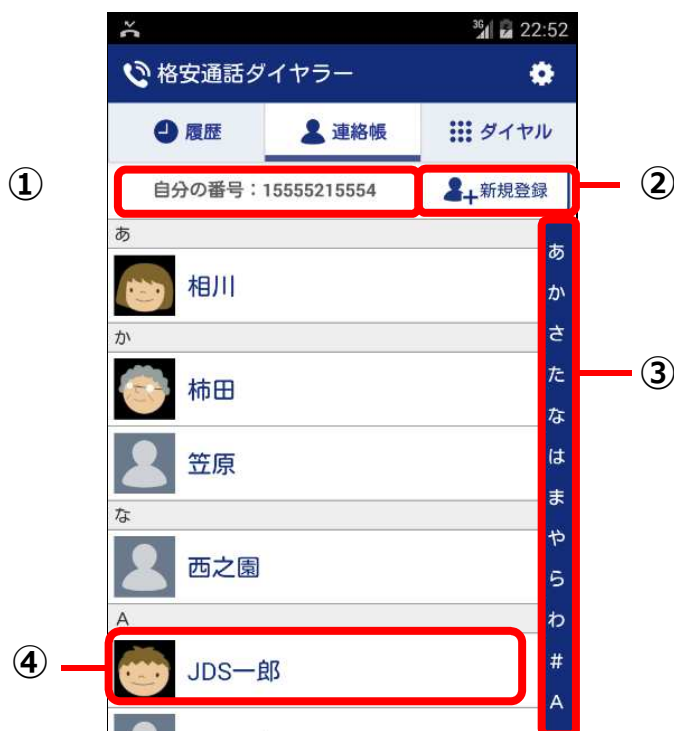 3G 22:52
格安通話ダイヤラー
履歴 連絡帳 ダイヤル
① 自分の番号：15555215554 新規登録 ②
あ
相川
か
柿田
笠原
な
西之園
A
④ JDS一郎
あ
か
さ
た
③
な
は
ま
や
ら
わ
#
A